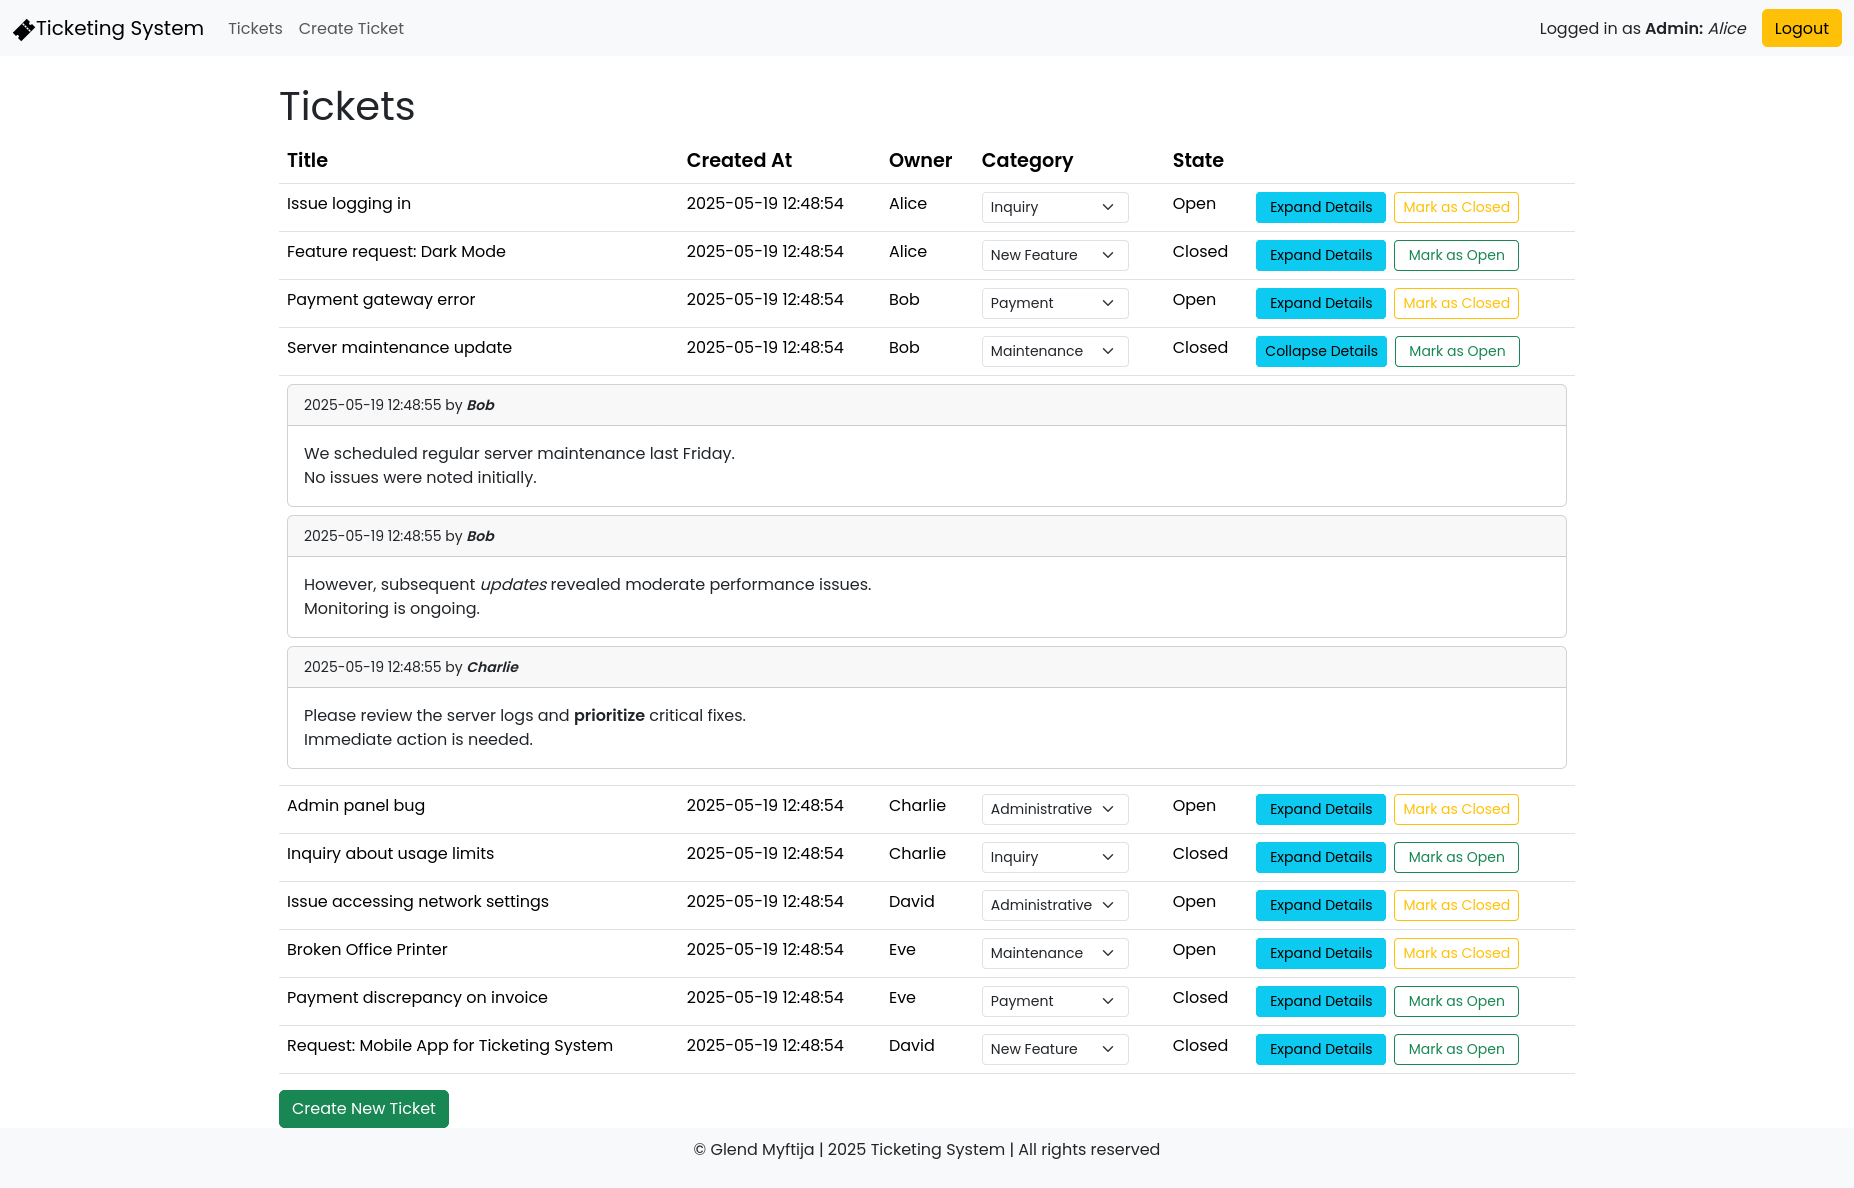 Ticketing System Tickets Create Ticket Logged in as Admin: Alice Logout
Tickets
Title Created At Owner Category State
Issue logging in 2025-05-19 12:48:54 Alice Inquiry Open Expand Details Mark as Closed
Feature request: Dark Mode 2025-05-19 12:48:54 Alice New Feature Closed Expand Details Mark as Open
Payment gateway error 2025-05-19 12:48:54 Bob Payment Open Expand Details Mark as Closed
Server maintenance update 2025-05-19 12:48:54 Bob Maintenance Closed Collapse Details Mark as Open
2025-05-19 12:48:55 by Bob
We scheduled regular server maintenance last Friday.
No issues were noted initially.
2025-05-19 12:48:55 by Bob
However, subsequent updates revealed moderate performance issues.
Monitoring is ongoing.
2025-05-19 12:48:55 by Charlie
Please review the server logs and prioritize critical fixes.
Immediate action is needed.
Admin panel bug 2025-05-19 12:48:54 Charlie Administrative Open Expand Details Mark as Closed
Inquiry about usage limits 2025-05-19 12:48:54 Charlie Inquiry Closed Expand Details Mark as Open
Issue accessing network settings 2025-05-19 12:48:54 David Administrative Open Expand Details Mark as Closed
Broken Office Printer 2025-05-19 12:48:54 Eve Maintenance Open Expand Details Mark as Closed
Payment discrepancy on invoice 2025-05-19 12:48:54 Eve Payment Closed Expand Details Mark as Open
Request: Mobile App for Ticketing System 2025-05-19 12:48:54 David New Feature Closed Expand Details Mark as Open
Create New Ticket
© Glend Myftija | 2025 Ticketing System | All rights reserved